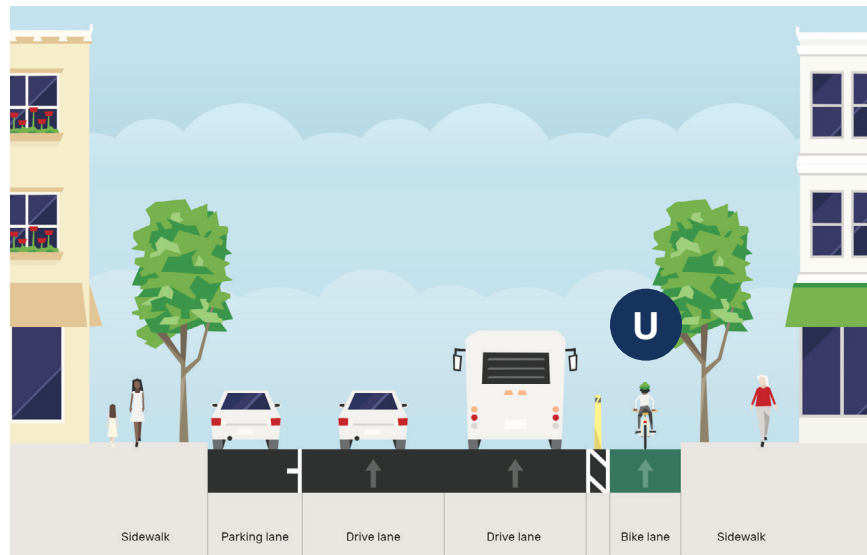 U
Sidewalk
Parking lane
Drive lane
Drive lane
Bike lane
Sidewalk